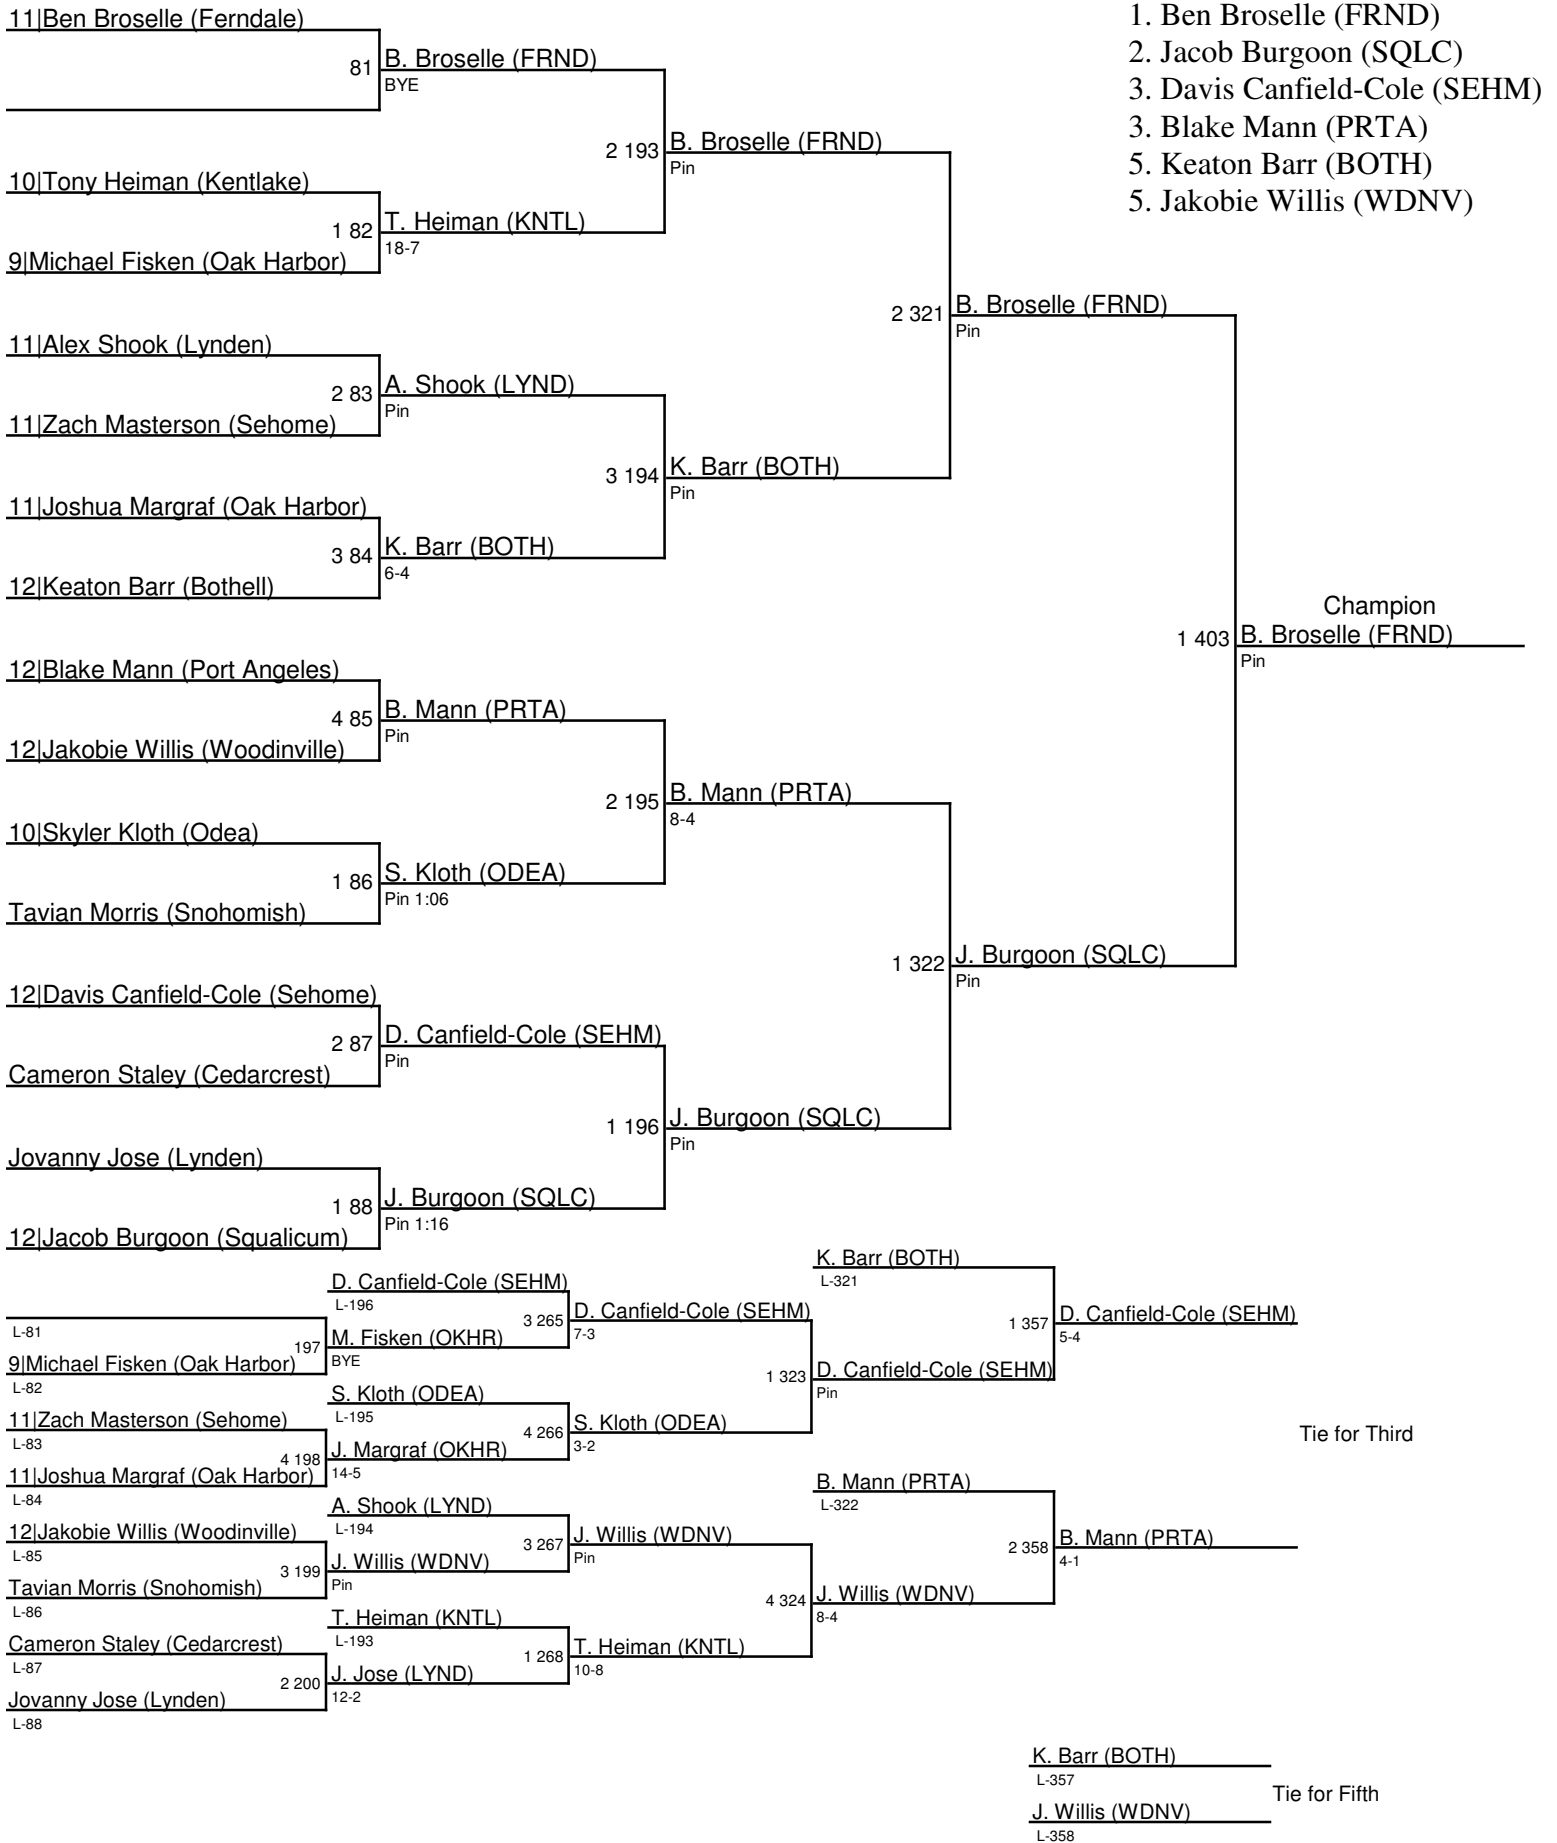 11|Ben Broselle (Ferndale)
81
B. Broselle (FRND)
BYE
2 193
B. Broselle (FRND)
Pin
10|Tony Heiman (Kentlake)
1 82
T. Heiman (KNTL)
18-7
9|Michael Fisken (Oak Harbor)
2 321
B. Broselle (FRND)
Pin
11|Alex Shook (Lynden)
2 83
A. Shook (LYND)
Pin
11|Zach Masterson (Sehome)
3 194
K. Barr (BOTH)
Pin
11|Joshua Margraf (Oak Harbor)
3 84
K. Barr (BOTH)
6-4
12|Keaton Barr (Bothell)
Champion
1 403
B. Broselle (FRND)
Pin
12|Blake Mann (Port Angeles)
4 85
B. Mann (PRTA)
Pin
12|Jakobie Willis (Woodinville)
2 195
B. Mann (PRTA)
8-4
10|Skyler Kloth (Odea)
1 86
S. Kloth (ODEA)
Pin 1:06
Tavian Morris (Snohomish)
1 322
J. Burgoon (SQLC)
Pin
12|Davis Canfield-Cole (Sehome)
2 87
D. Canfield-Cole (SEHM)
Pin
Cameron Staley (Cedarcrest)
1 196
J. Burgoon (SQLC)
Pin
Jovanny Jose (Lynden)
1 88
J. Burgoon (SQLC)
Pin 1:16
12|Jacob Burgoon (Squalicum)
1. Ben Broselle (FRND)
2. Jacob Burgoon (SQLC)
3. Davis Canfield-Cole (SEHM)
3. Blake Mann (PRTA)
5. Keaton Barr (BOTH)
5. Jakobie Willis (WDNV)
L-81
197
9|Michael Fisken (Oak Harbor)
L-82
D. Canfield-Cole (SEHM)
L-196
M. Fisken (OKHR)
BYE
3 265
D. Canfield-Cole (SEHM)
7-3
11|Zach Masterson (Sehome)
L-83
4 198
11|Joshua Margraf (Oak Harbor)
L-84
S. Kloth (ODEA)
L-195
J. Margraf (OKHR)
14-5
4 266
S. Kloth (ODEA)
3-2
K. Barr (BOTH)
L-321
1 323
D. Canfield-Cole (SEHM)
Pin
1 357
D. Canfield-Cole (SEHM)
5-4
Tie for Third
12|Jakobie Willis (Woodinville)
L-85
3 199
Tavian Morris (Snohomish)
L-86
A. Shook (LYND)
L-194
J. Willis (WDNV)
Pin
3 267
J. Willis (WDNV)
Pin
Cameron Staley (Cedarcrest)
L-87
2 200
Jovanny Jose (Lynden)
L-88
T. Heiman (KNTL)
L-193
J. Jose (LYND)
12-2
1 268
T. Heiman (KNTL)
10-8
B. Mann (PRTA)
L-322
4 324
J. Willis (WDNV)
8-4
2 358
B. Mann (PRTA)
4-1
K. Barr (BOTH)
L-357
Tie for Fifth
J. Willis (WDNV)
L-358